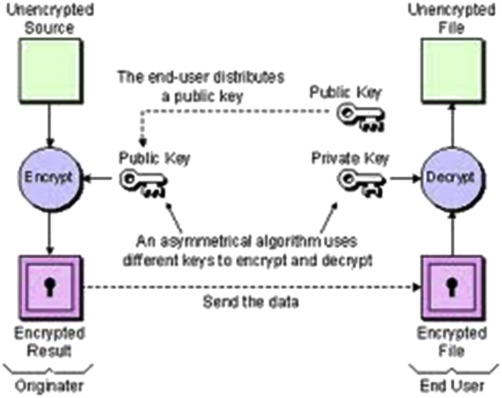 Unencrypted
Source
Unencrypted
File
The end-user distributes
a public key
Public Key
Encrypt
Public Key
Private Key
Decrypt
An asymmetrical algorithm uses
different keys to encrypt and decrypt
Send the data
Encrypted
Result
Encrypted
File
Originater
End User